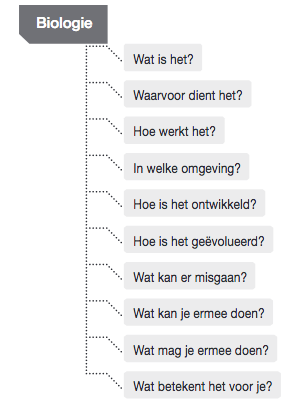 Biologie
Wat is het?
Waarvoor dient het?
Hoe werkt het?
In welke omgeving?
Hoe is het ontwikkeld?
Hoe is het geëvolueerd?
Wat kan er misgaan?
Wat kan je ermee doen?
Wat mag je ermee doen?
Wat betekent het voor je?